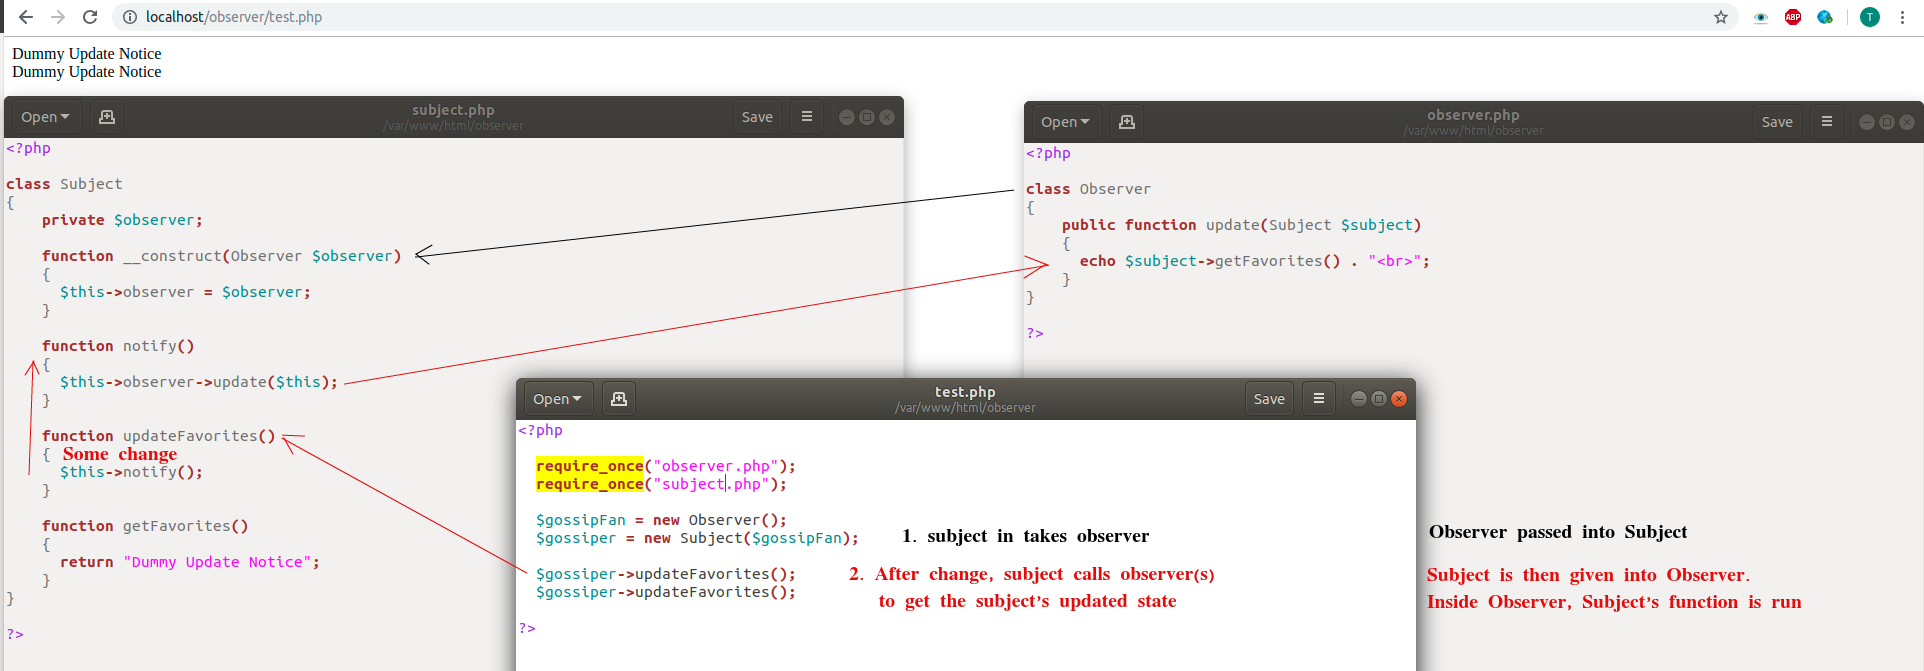 localhost/observer/test.php
ABP
T
Dummy Update Notice
Dummy Update Notice
Open
subject.php
/var/www/html/observer
Save
<?php
class Subject
{
private $observer;
function __construct(Observer $observer)
{
$this->observer = $observer;
}
function notify()
{
$this->observer->update($this);
}
function updateFavorites()
{ Some change
$this->notify();
}
function getFavorites()
{
return "Dummy Update Notice";
}
}
?>
Open
observer.php
/var/www/html/observer
Save
<?php
class Observer
{
public function update(Subject $subject)
{
echo $subject->getFavorites() . "<br>";
}
}
?>
Open
test.php
/var/www/html/observer
Save
<?php
require_once("observer.php");
require_once("subject.php");
$gossipFan = new Observer();
$gossiper = new Subject($gossipFan);
$gossiper->updateFavorites();
$gossiper->updateFavorites();
?>
1. subject in takes observer
2. After change, subject calls observer(s)
to get the subject's updated state
Observer passed into Subject
Subject is then given into Observer.
Inside Observer, Subject's function is run